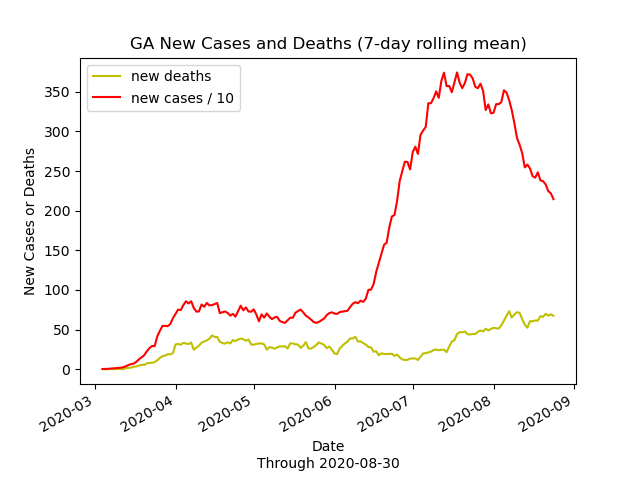 GA New Cases and Deaths (7-day rolling mean)
new deaths
new cases / 10
350
300
250
200
150
100
50
0
New Cases or Deaths
2020-03
2020-04
2020-05
2020-06
2020-07
2020-08
2020-09
Date
Through 2020-08-30